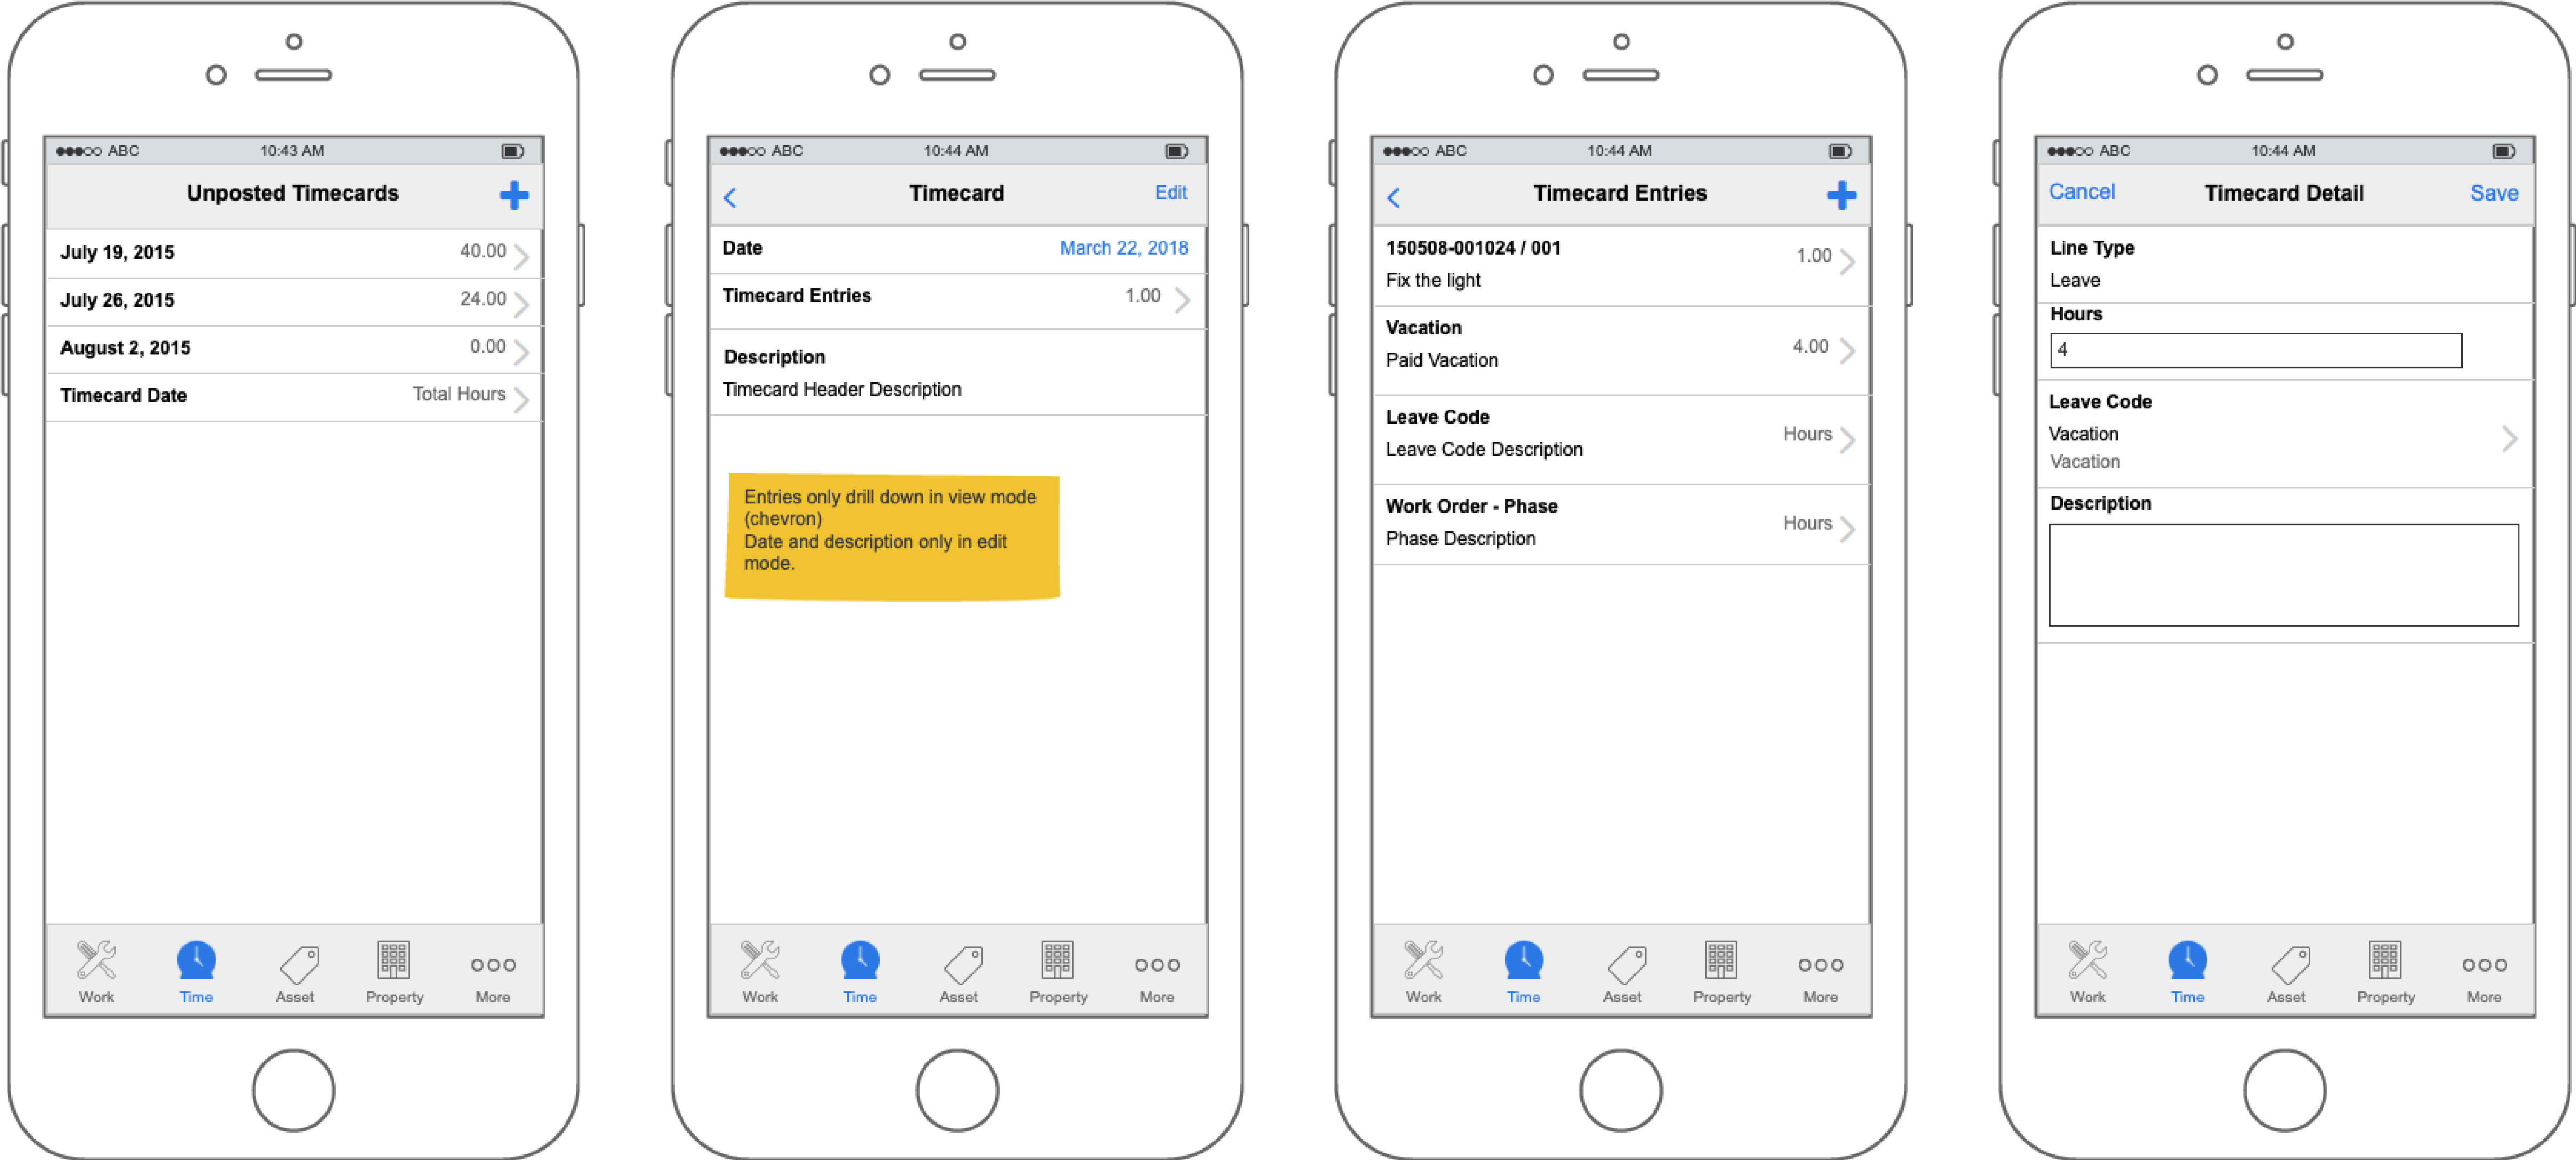 ABC 10:43 AM
Unposted Timecards
July 19, 2015 40.00
July 26, 2015 24.00
August 2, 2015 0.00
Timecard Date Total Hours
Work Time Asset Property More
ABC 10:44 AM
Timecard Edit
Date March 22, 2018
Timecard Entries 1.00
Description
Timecard Header Description
Entries only drill down in view mode
(chevron)
Date and description only in edit
mode.
Work Time Asset Property More
ABC 10:44 AM
Timecard Entries
150508-001024 / 001
1.00
Fix the light
Vacation
4.00
Paid Vacation
Leave Code
Hours
Leave Code Description
Work Order - Phase
Hours
Phase Description
Work Time Asset Property More
ABC 10:44 AM
Cancel Timecard Detail Save
Line Type
Leave
Hours
4
Leave Code
Vacation
Vacation
Description
Work Time Asset Property More